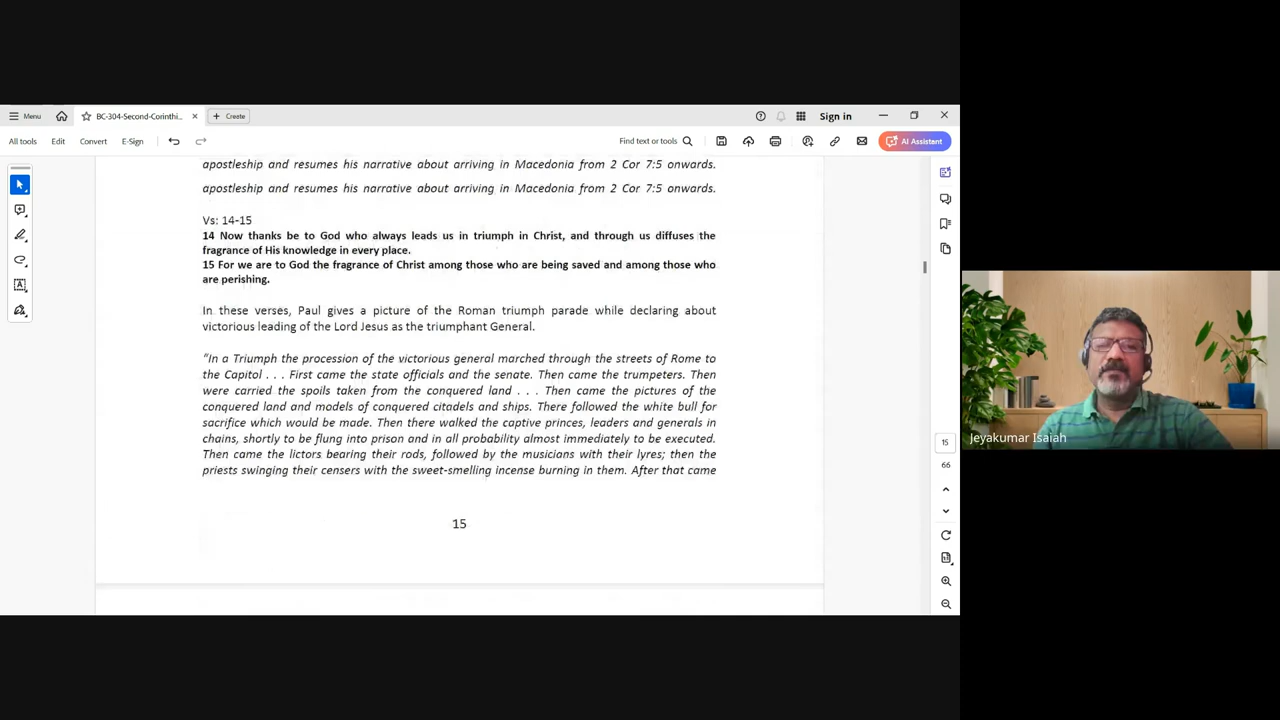 Menu
BC-304-Second-Corinthi...
Create
Sign in
All tools
Edit
Convert
E-Sign
Find text or tools
AI Assistant
apostleship and resumes his narrative about arriving in Macedonia from 2 Cor 7:5 onwards.
apostleship and resumes his narrative about arriving in Macedonia from 2 Cor 7:5 onwards.
Vs: 14-15
14 Now thanks be to God who always leads us in triumph in Christ, and through us diffuses the
fragrance of His knowledge in every place.
15 For we are to God the fragrance of Christ among those who are being saved and among those who
are perishing.
In these verses, Paul gives a picture of the Roman triumph parade while declaring about
victorious leading of the Lord Jesus as the triumphant General.
"In a Triumph the procession of the victorious general marched through the streets of Rome to
the Capitol . . . First came the state officials and the senate. Then came the trumpeters. Then
were carried the spoils taken from the conquered land . . . Then came the pictures of the
conquered land and models of conquered citadels and ships. There followed the white bull for
sacrifice which would be made. Then there walked the captive princes, leaders and generals in
chains, shortly to be flung into prison and in all probability almost immediately to be executed.
Then came the lictors bearing their rods, followed by the musicians with their lyres; then the
priests swinging their censers with the sweet-smelling incense burning in them. After that came
15
15
66
Jeyakumar Isaiah